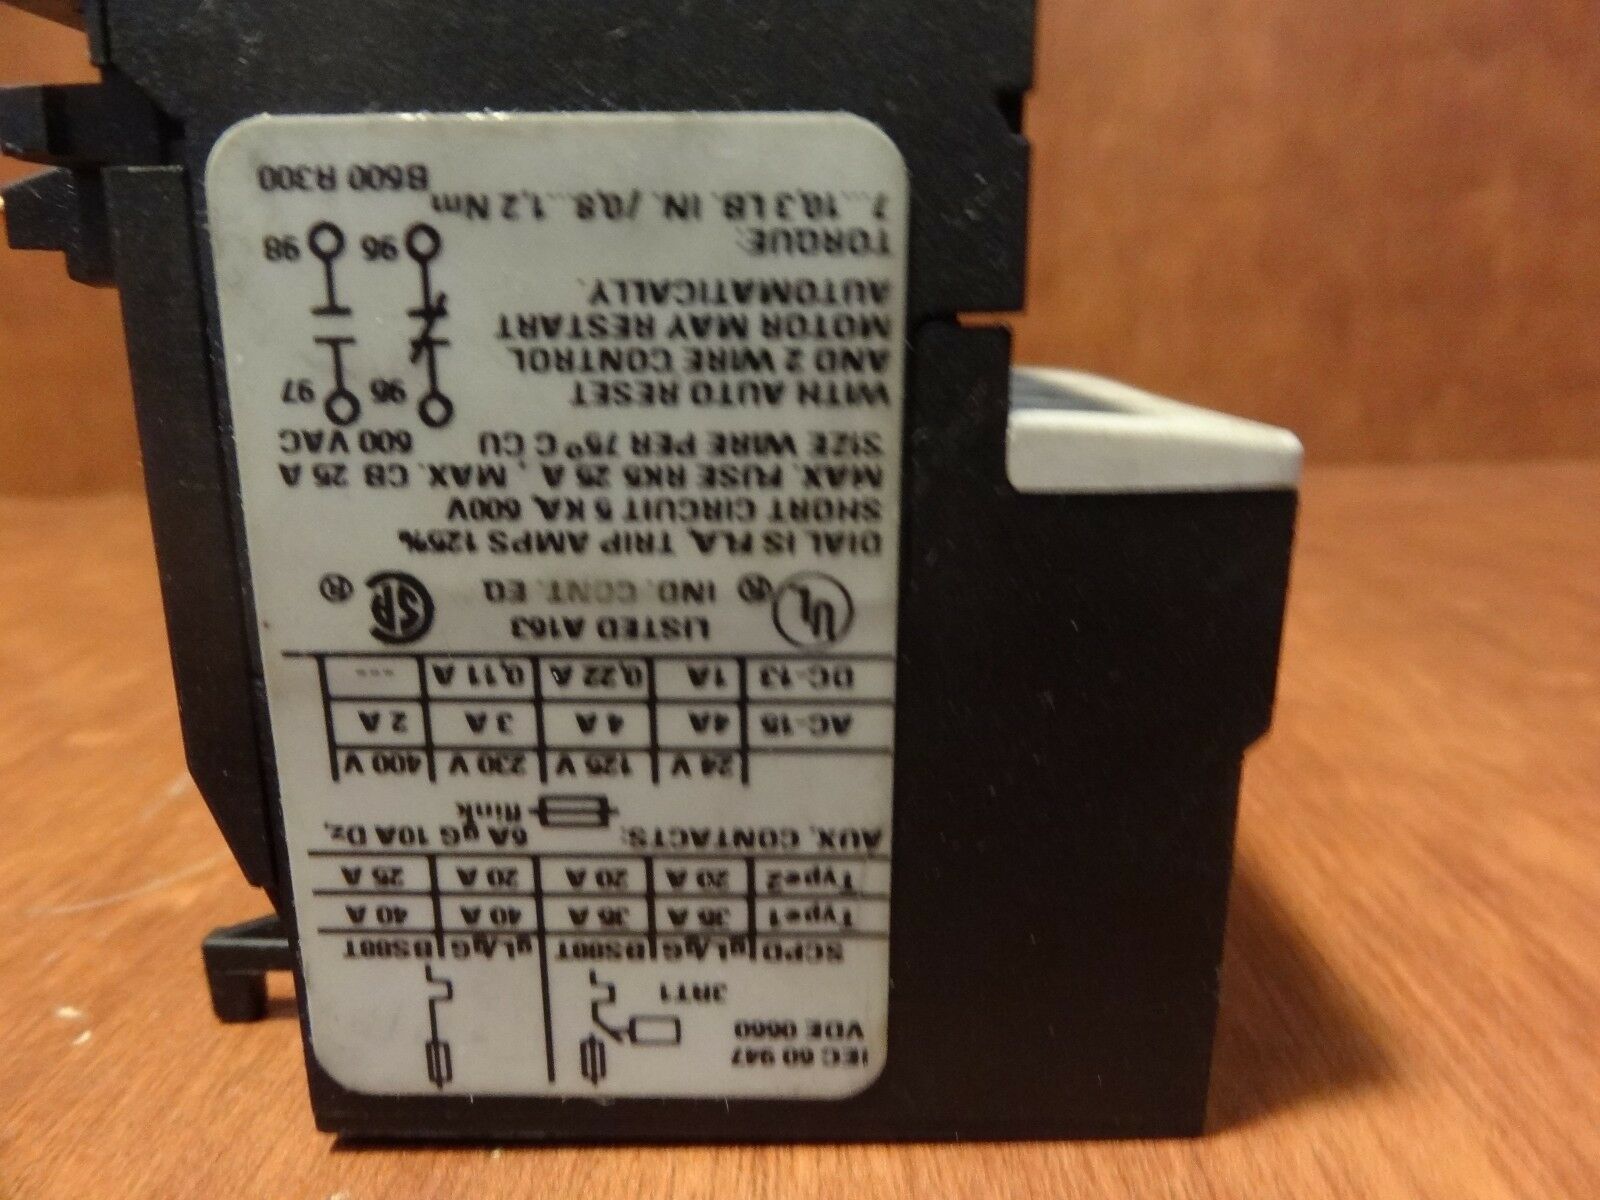 IEC 60 947
VDE 0660
3RT1
SCPD gL/gG BS88T gL/gG BS88T
Type1 35 A 35 A 40 A 40 A
Type2 20 A 20 A 20 A 25 A
AUX. CONTACTS: 6A gG 10A Dz,
flink
24 V 125 V 230 V 400 V
AC-15 4A 4 A 3 A 2 A
DC-13 1A 0,22 A 0,11 A ---
UL R LISTED A163 SA R
IND. CONT. EQ
DIAL IS FLA, TRIP AMPS 125%
SHORT CIRCUIT 5 KA, 600V
MAX. FUSE RK5 25 A , MAX. CB 25 A
SIZE WIRE PER 75° C CU 600 VAC
WITH AUTO RESET 95 97
AND 2 WIRE CONTROL
MOTOR MAY RESTART
AUTOMATICALLY.
TORQUE: 96 98
7...10,3 LB. IN. /0,8...1,2 Nm
B600 R300